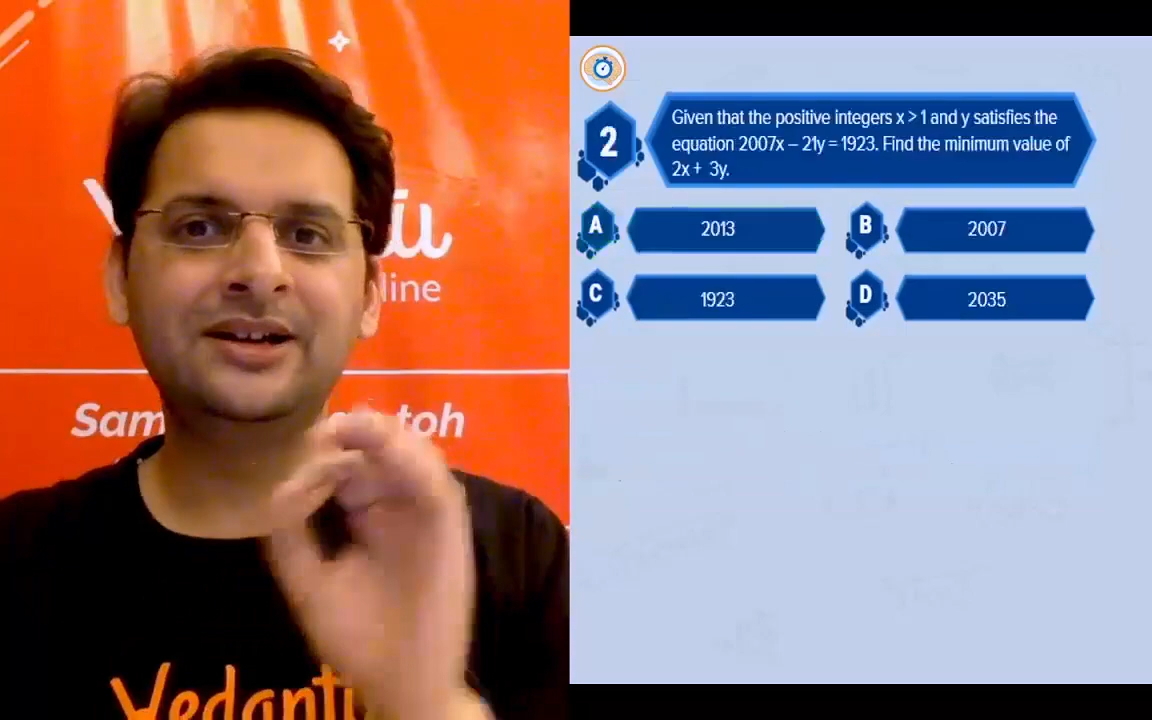 line
Sam
toh
Vedantu
2
Given that the positive integers x > 1 and y satisfies the
equation 2007x – 21y = 1923. Find the minimum value of
2x + 3y.
A
2013
B
2007
C
1923
D
2035